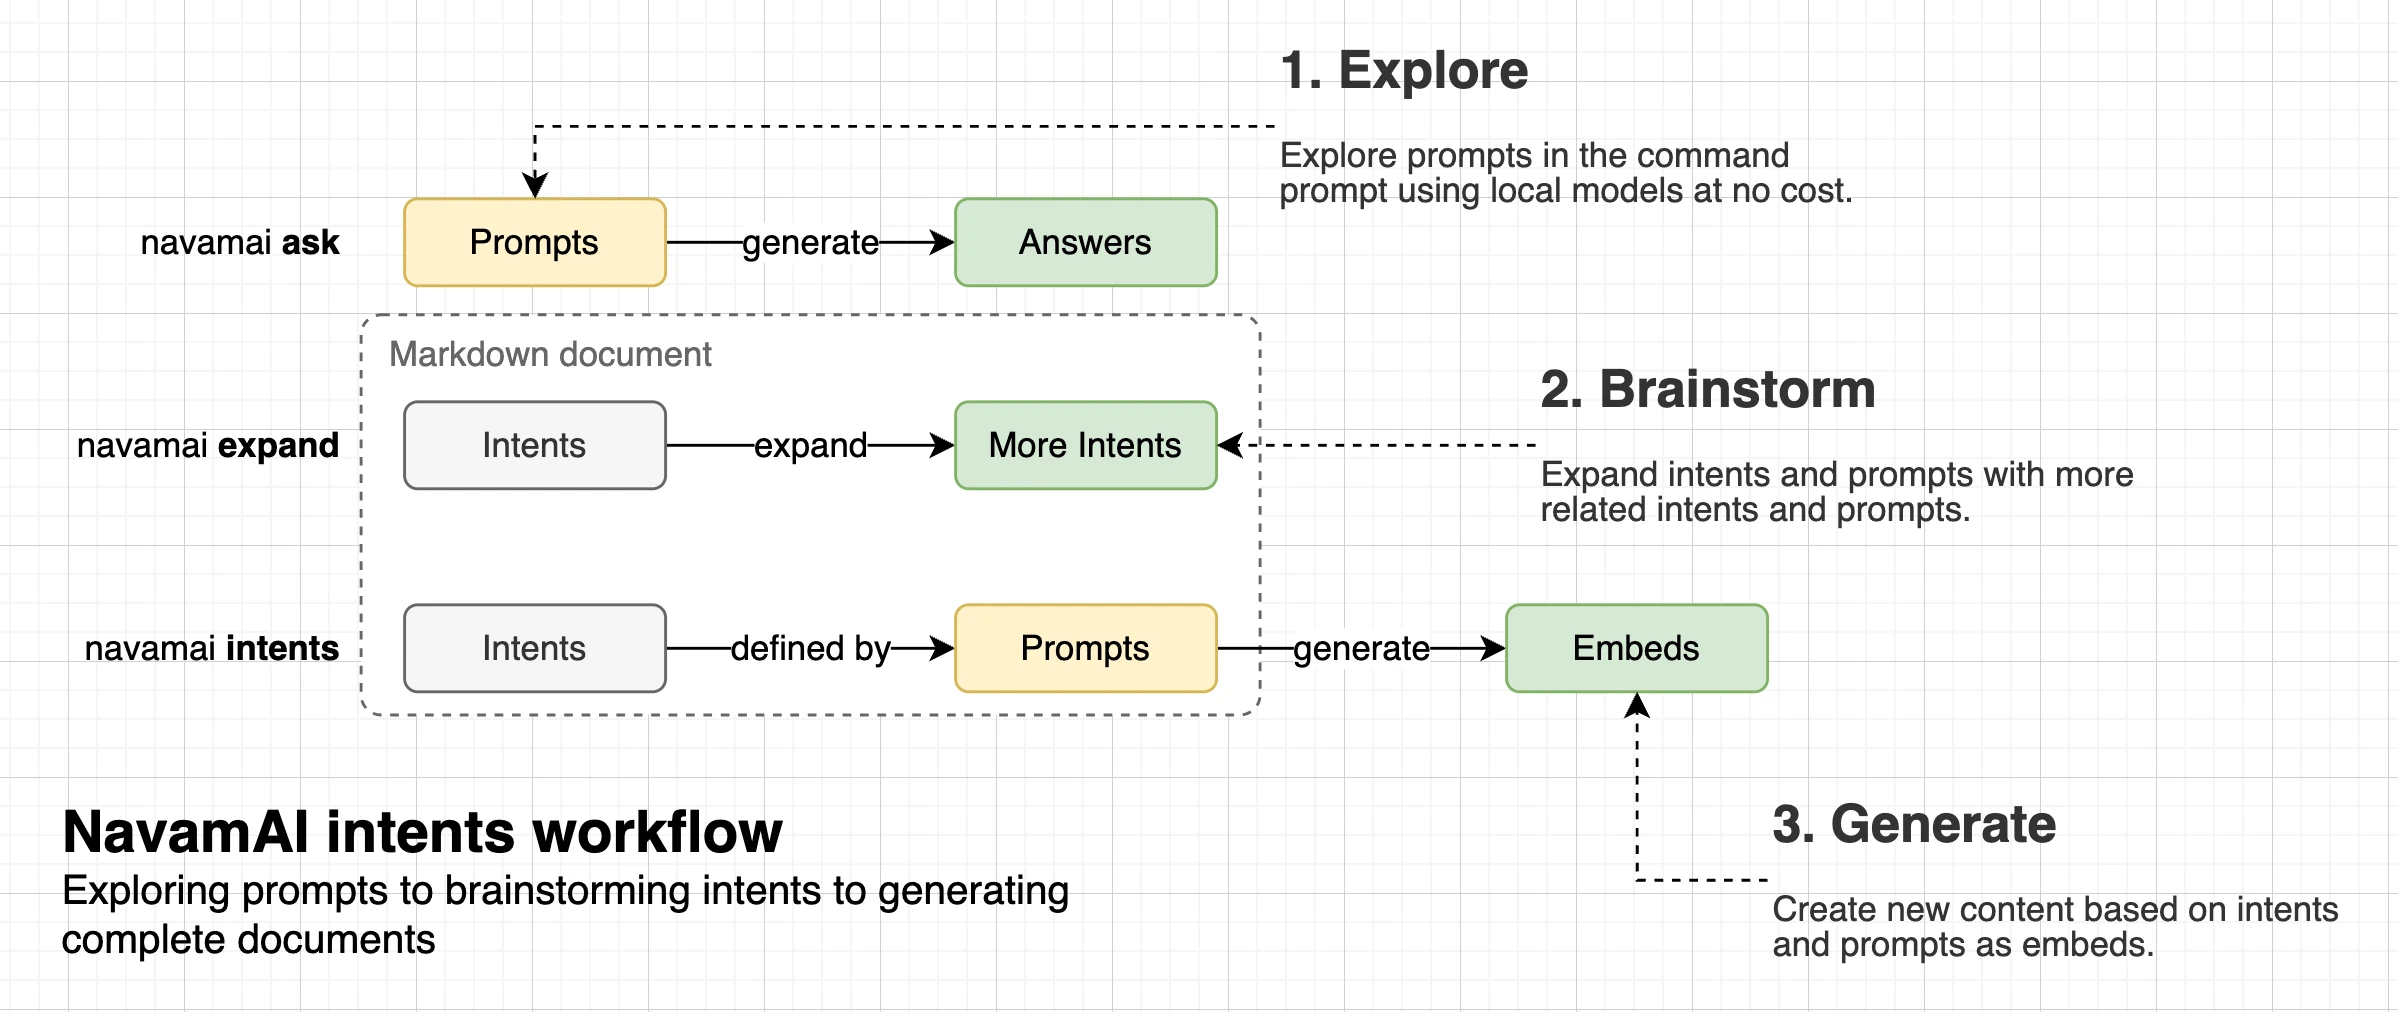 1. Explore
Explore prompts in the command
prompt using local models at no cost.
navamai ask
Prompts
generate
Answers
Markdown document
navamai expand
Intents
expand
More Intents
2. Brainstorm
Expand intents and prompts with more
related intents and prompts.
navamai intents
Intents
defined by
Prompts
generate
Embeds
3. Generate
Create new content based on intents
and prompts as embeds.
NavamAI intents workflow
Exploring prompts to brainstorming intents to generating
complete documents